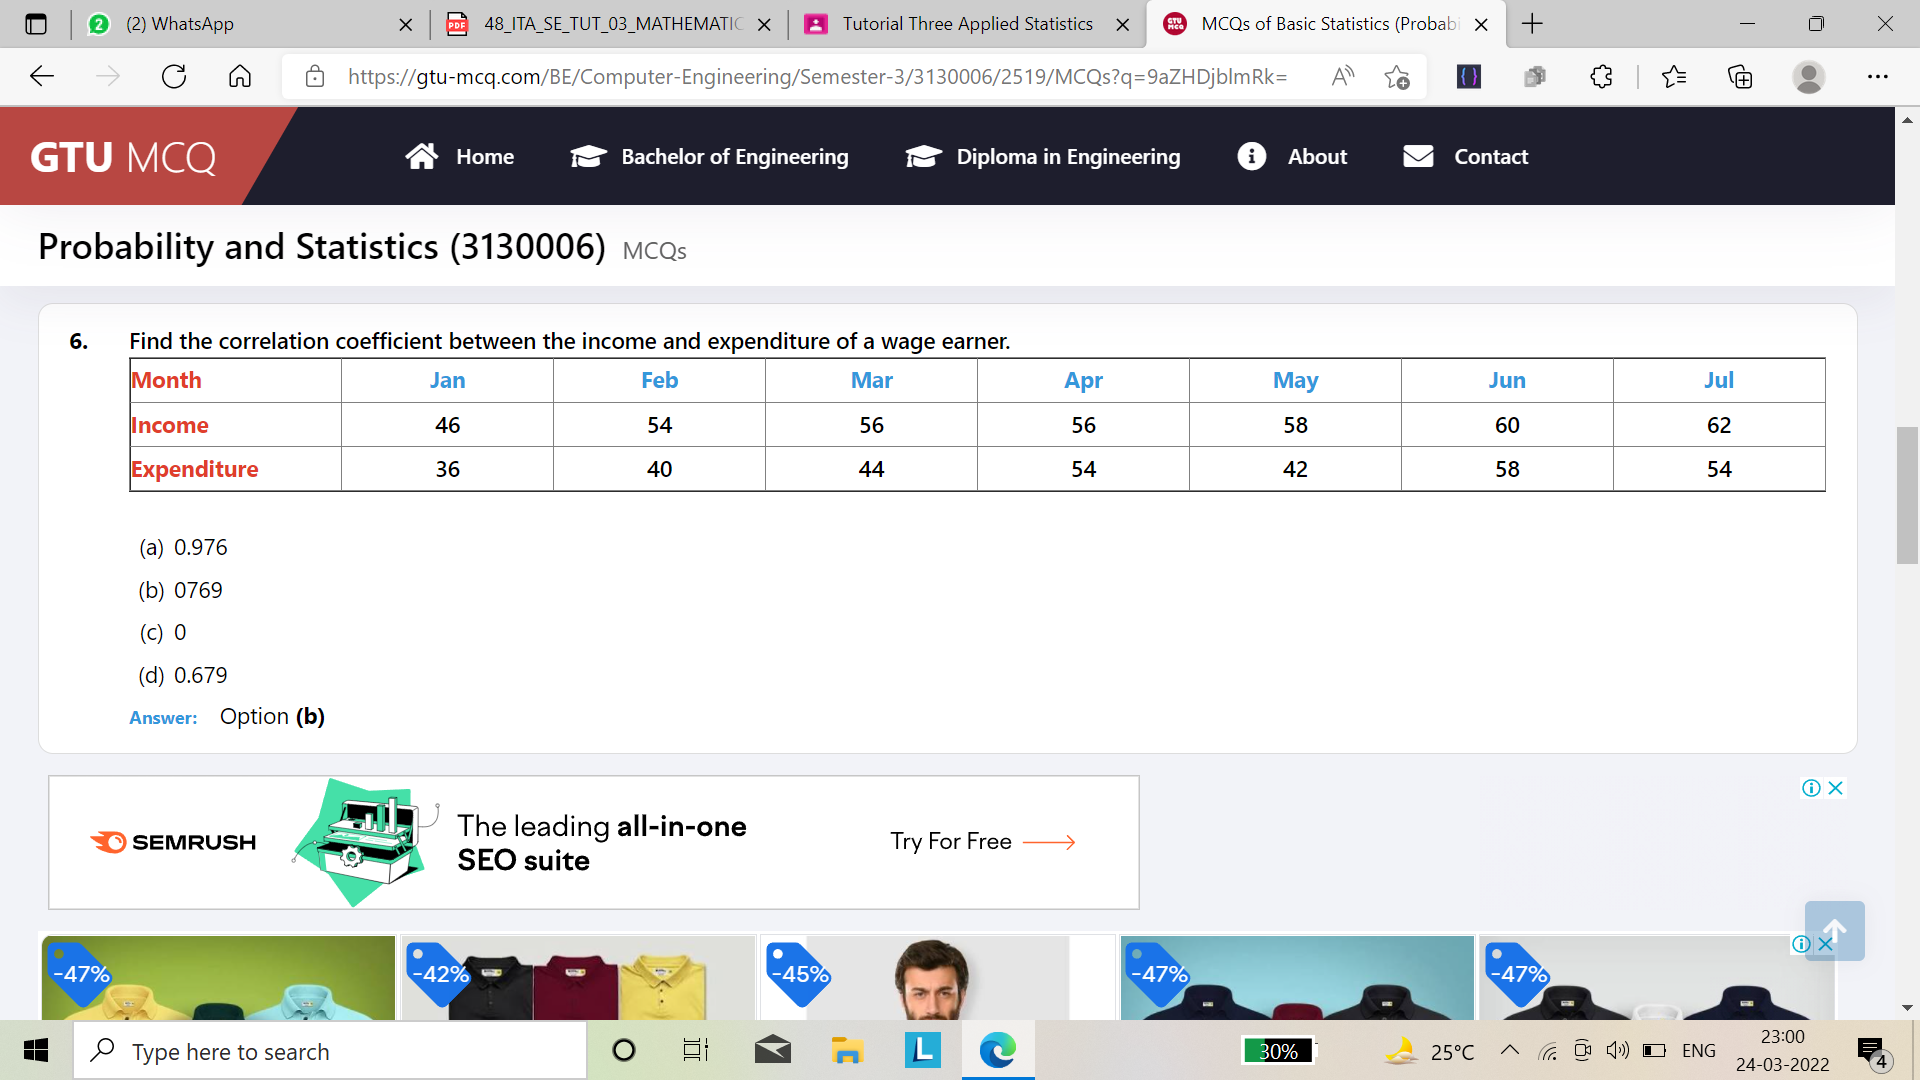 (2) WhatsApp
48_ITA_SE_TUT_03_MATHEMATIC
Tutorial Three Applied Statistics
MCQs of Basic Statistics (Probabi
https://gtu-mcq.com/BE/Computer-Engineering/Semester-3/3130006/2519/MCQs?q=9aZHDjblmRk=
GTU MCQ
Home
Bachelor of Engineering
Diploma in Engineering
About
Contact
Probability and Statistics (3130006) MCQs
6. Find the correlation coefficient between the income and expenditure of a wage earner.
Month Jan Feb Mar Apr May Jun Jul
Income 46 54 56 56 58 60 62
Expenditure 36 40 44 54 42 58 54
(a) 0.976
(b) 0769
(c) 0
(d) 0.679
Answer: Option (b)
SEMRUSH
The leading all-in-one
SEO suite
Try For Free
-47%
-42%
-45%
-47%
-47%
Type here to search
30%
25°C
ENG
23:00
24-03-2022
4